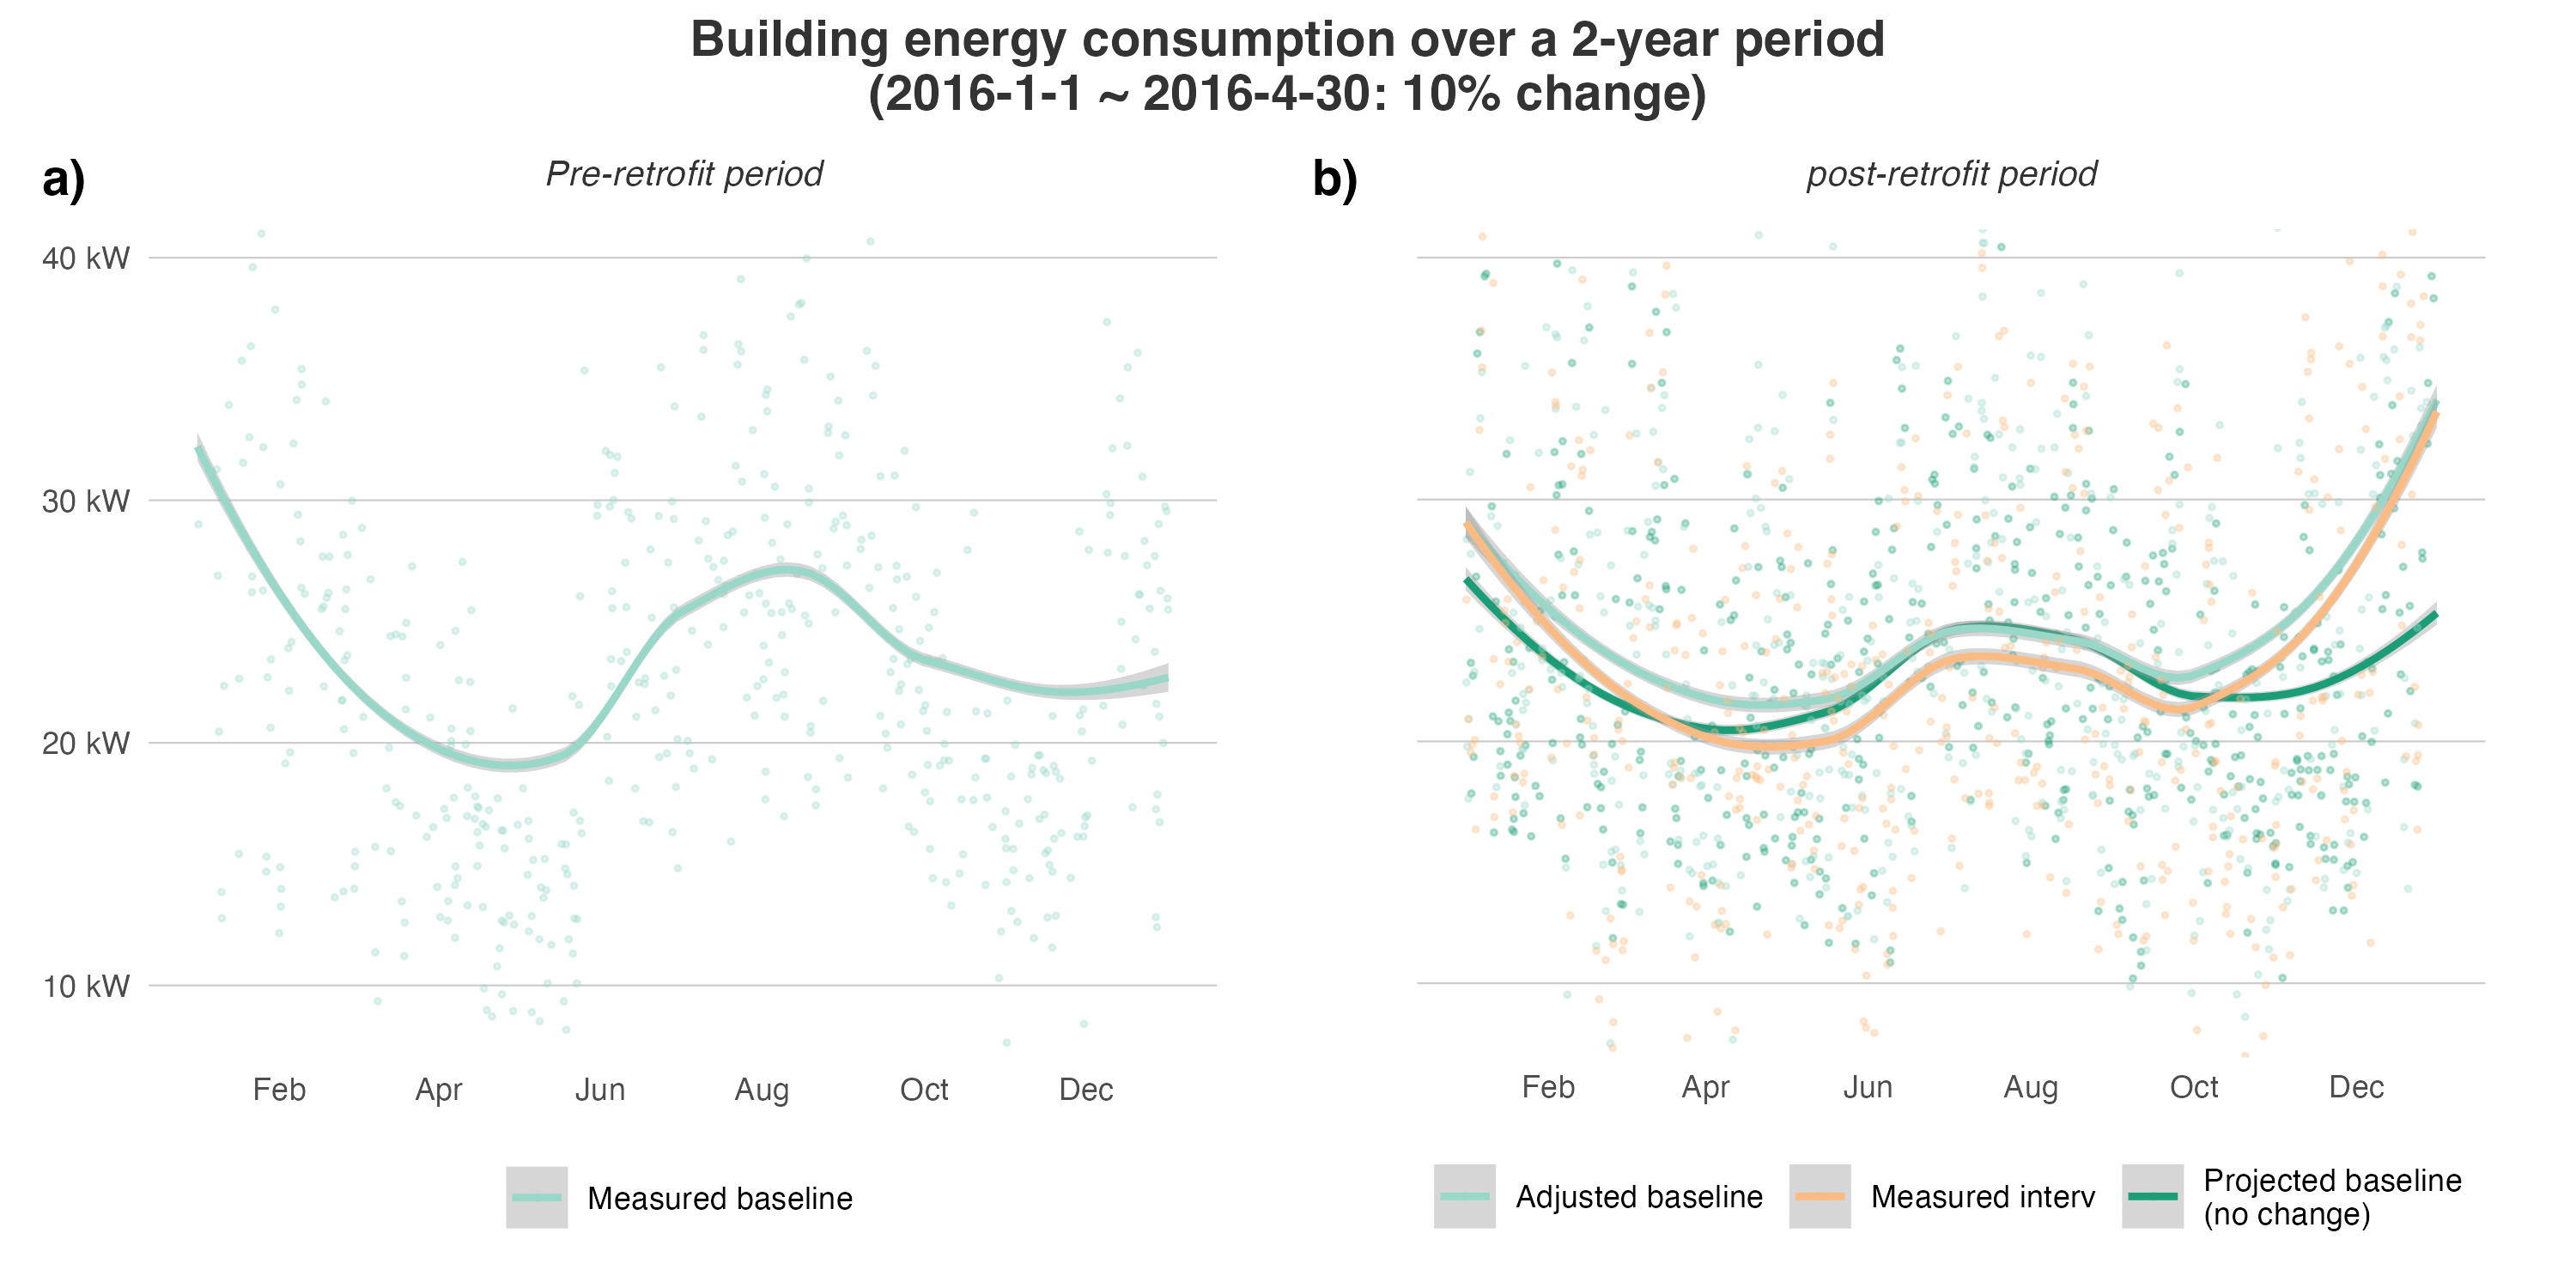 Building energy consumption over a 2-year period
(2016-1-1 ~ 2016-4-30: 10% change)
a)
Pre-retrofit period
40 kW
30 kW
20 kW
10 kW
Feb Apr Jun Aug Oct Dec
Measured baseline
b)
post-retrofit period
Feb Apr Jun Aug Oct Dec
Adjusted baseline
Measured interv
Projected baseline
(no change)